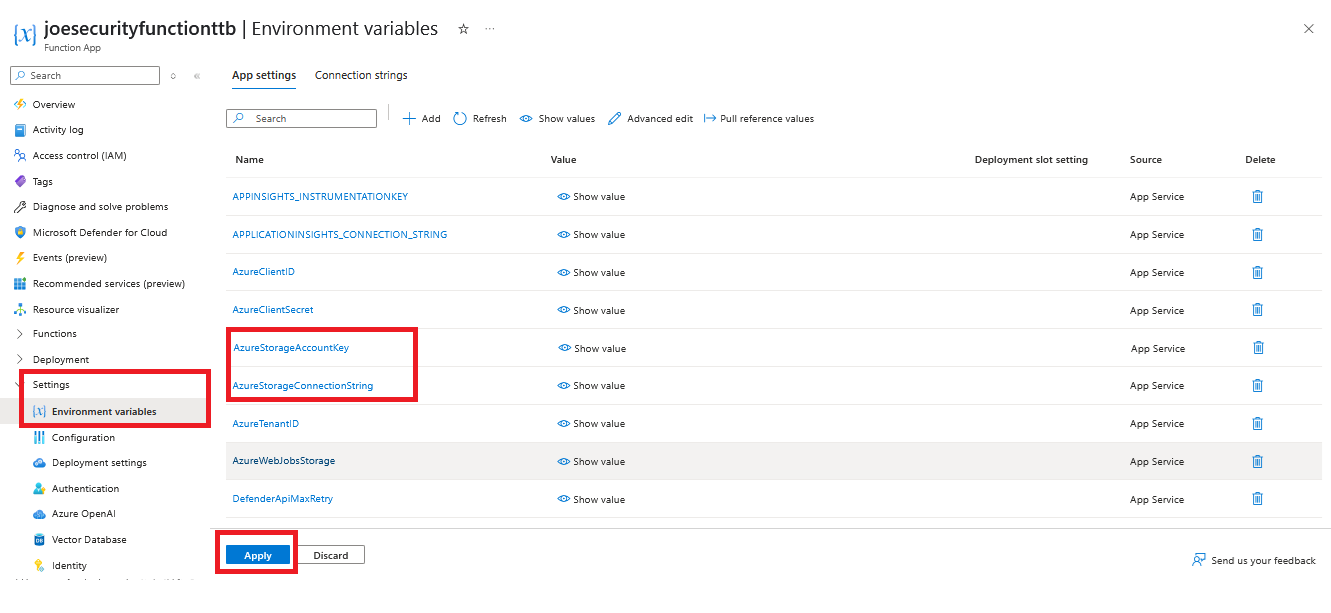 joesecurityfunctionttb | Environment variables
Function App
Search
Overview
Activity log
Access control (IAM)
Tags
Diagnose and solve problems
Microsoft Defender for Cloud
Events (preview)
Recommended services (preview)
Resource visualizer
Functions
Deployment
Settings
Environment variables
Configuration
Deployment settings
Authentication
Azure OpenAI
Vector Database
Identity
App settings Connection strings
Search Add Refresh Show values Advanced edit Pull reference values
Name Value Deployment slot setting Source Delete
APPINSIGHTS_INSTRUMENTATIONKEY Show value App Service
APPLICATIONINSIGHTS_CONNECTION_STRING Show value App Service
AzureClientID Show value App Service
AzureClientSecret Show value App Service
AzureStorageAccountKey Show value App Service
AzureStorageConnectionString Show value App Service
AzureTenantID Show value App Service
AzureWebJobsStorage Show value App Service
DefenderApiMaxRetry Show value App Service
Apply Discard
Send us your feedback